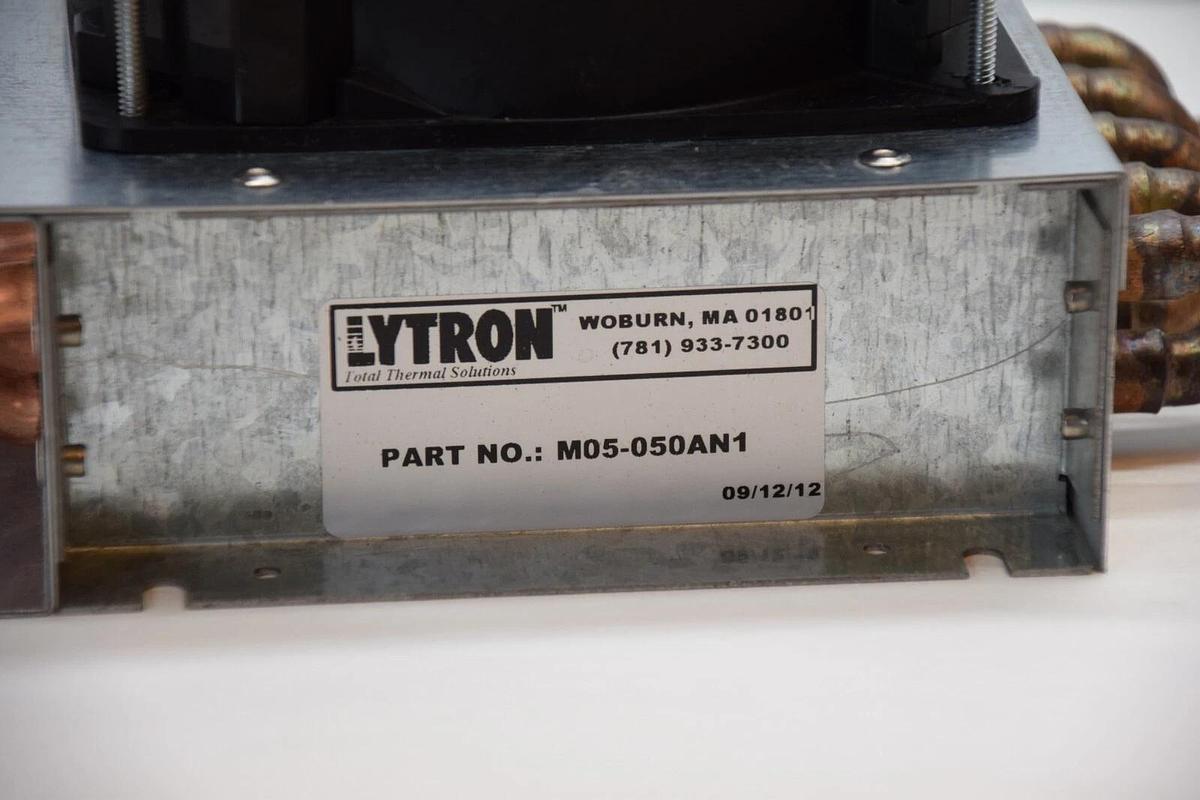 LYTRON™
Total Thermal Solutions
WOBURN, MA 01801
(781) 933-7300
PART NO.: M05-050AN1
09/12/12